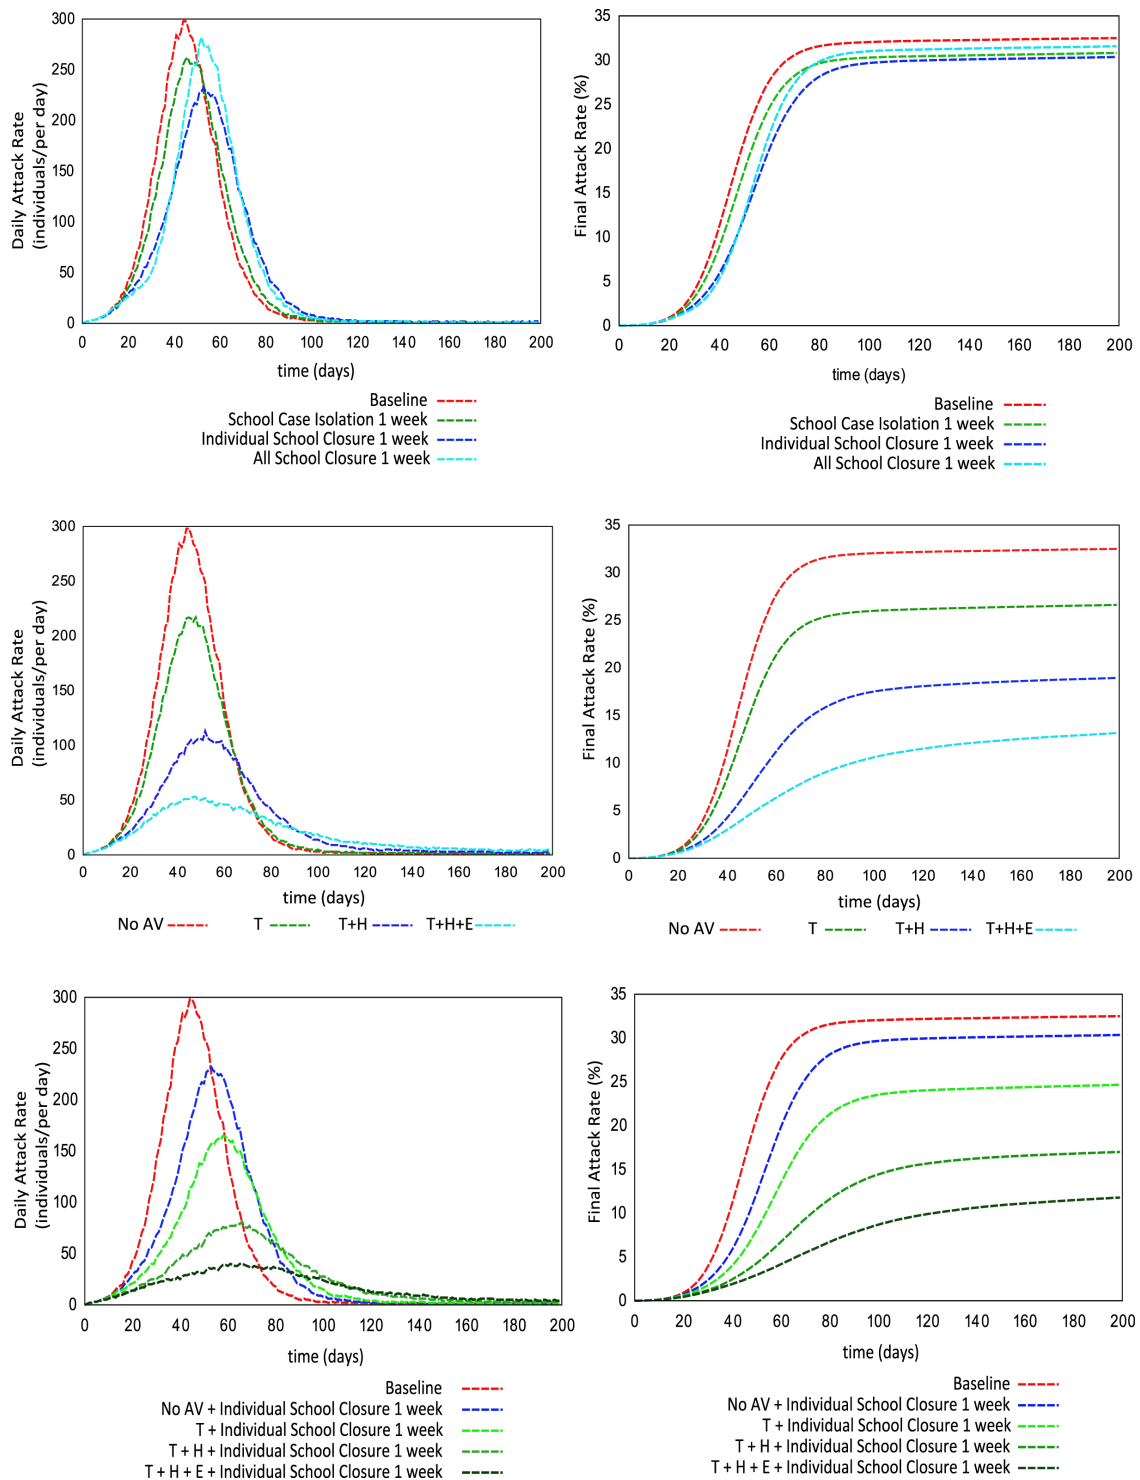 300
250
200
150
100
50
0
Daily Attack Rate
(individuals/per day)
0 20 40 60 80 100 120 140 160 180 200
time (days)
Baseline
School Case Isolation 1 week
Individual School Closure 1 week
All School Closure 1 week
35
30
25
20
15
10
5
0
Final Attack Rate (%)
0 20 40 60 80 100 120 140 160 180 200
time (days)
Baseline
School Case Isolation 1 week
Individual School Closure 1 week
All School Closure 1 week
300
250
200
150
100
50
0
Daily Attack Rate
(individuals/per day)
0 20 40 60 80 100 120 140 160 180 200
time (days)
No AV T T+H T+H+E
35
30
25
20
15
10
5
0
Final Attack Rate (%)
0 20 40 60 80 100 120 140 160 180 200
time (days)
No AV T T+H T+H+E
300
250
200
150
100
50
0
Daily Attack Rate
(individuals/per day)
0 20 40 60 80 100 120 140 160 180 200
time (days)
Baseline
No AV + Individual School Closure 1 week
T + Individual School Closure 1 week
T + H + Individual School Closure 1 week
T + H + E + Individual School Closure 1 week
35
30
25
20
15
10
5
0
Final Attack Rate (%)
0 20 40 60 80 100 120 140 160 180 200
time (days)
Baseline
No AV + Individual School Closure 1 week
T + Individual School Closure 1 week
T + H + Individual School Closure 1 week
T + H + E + Individual School Closure 1 week